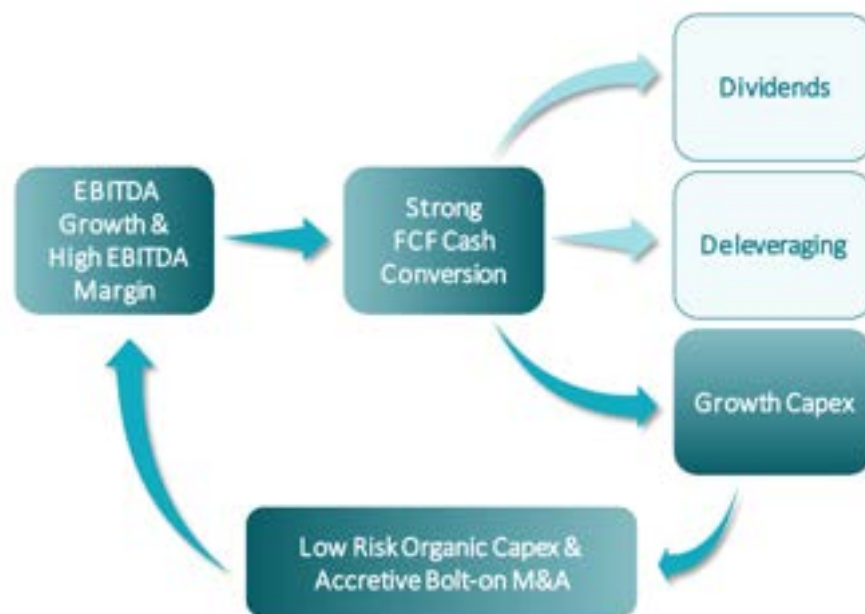 Dividends
EBITDA
Growth &
High EBITDA
Margin
Strong
FCF Cash
Conversion
Deleveraging
Growth Capex
Low Risk Organic Capex &
Accretive Bolt-on M&A